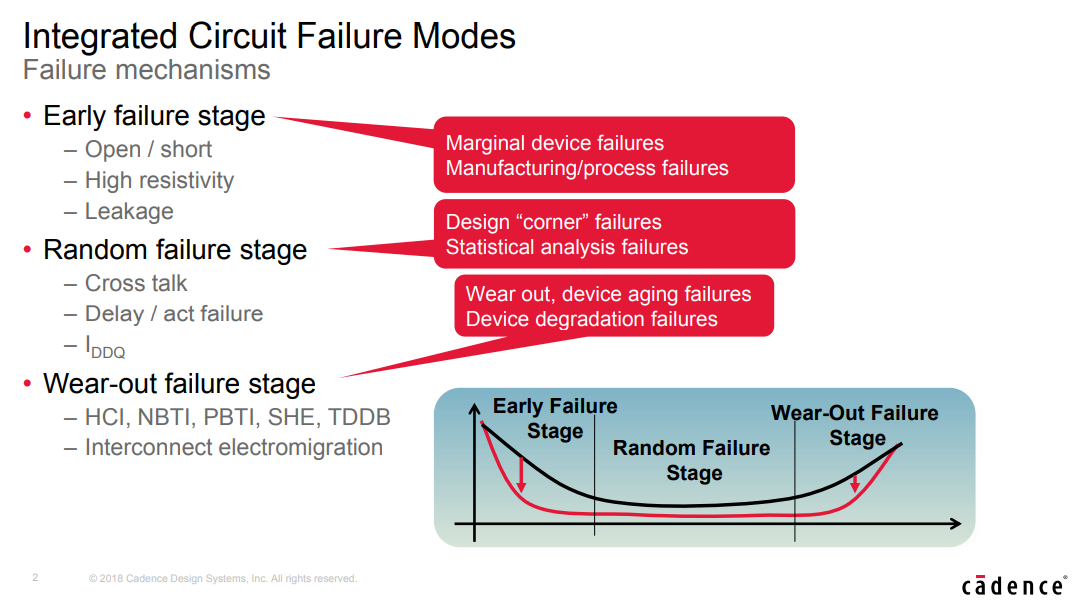 Integrated Circuit Failure Modes
Failure mechanisms
• Early failure stage
– Open / short
– High resistivity
– Leakage
• Random failure stage
– Cross talk
– Delay / act failure
– IDDQ
• Wear-out failure stage
– HCI, NBTI, PBTI, SHE, TDDB
– Interconnect electromigration
Marginal device failures
Manufacturing/process failures
Design “corner” failures
Statistical analysis failures
Wear out, device aging failures
Device degradation failures
Early Failure
Stage
Random Failure
Stage
Wear-Out Failure
Stage
2
© 2018 Cadence Design Systems, Inc. All rights reserved.
cādence®